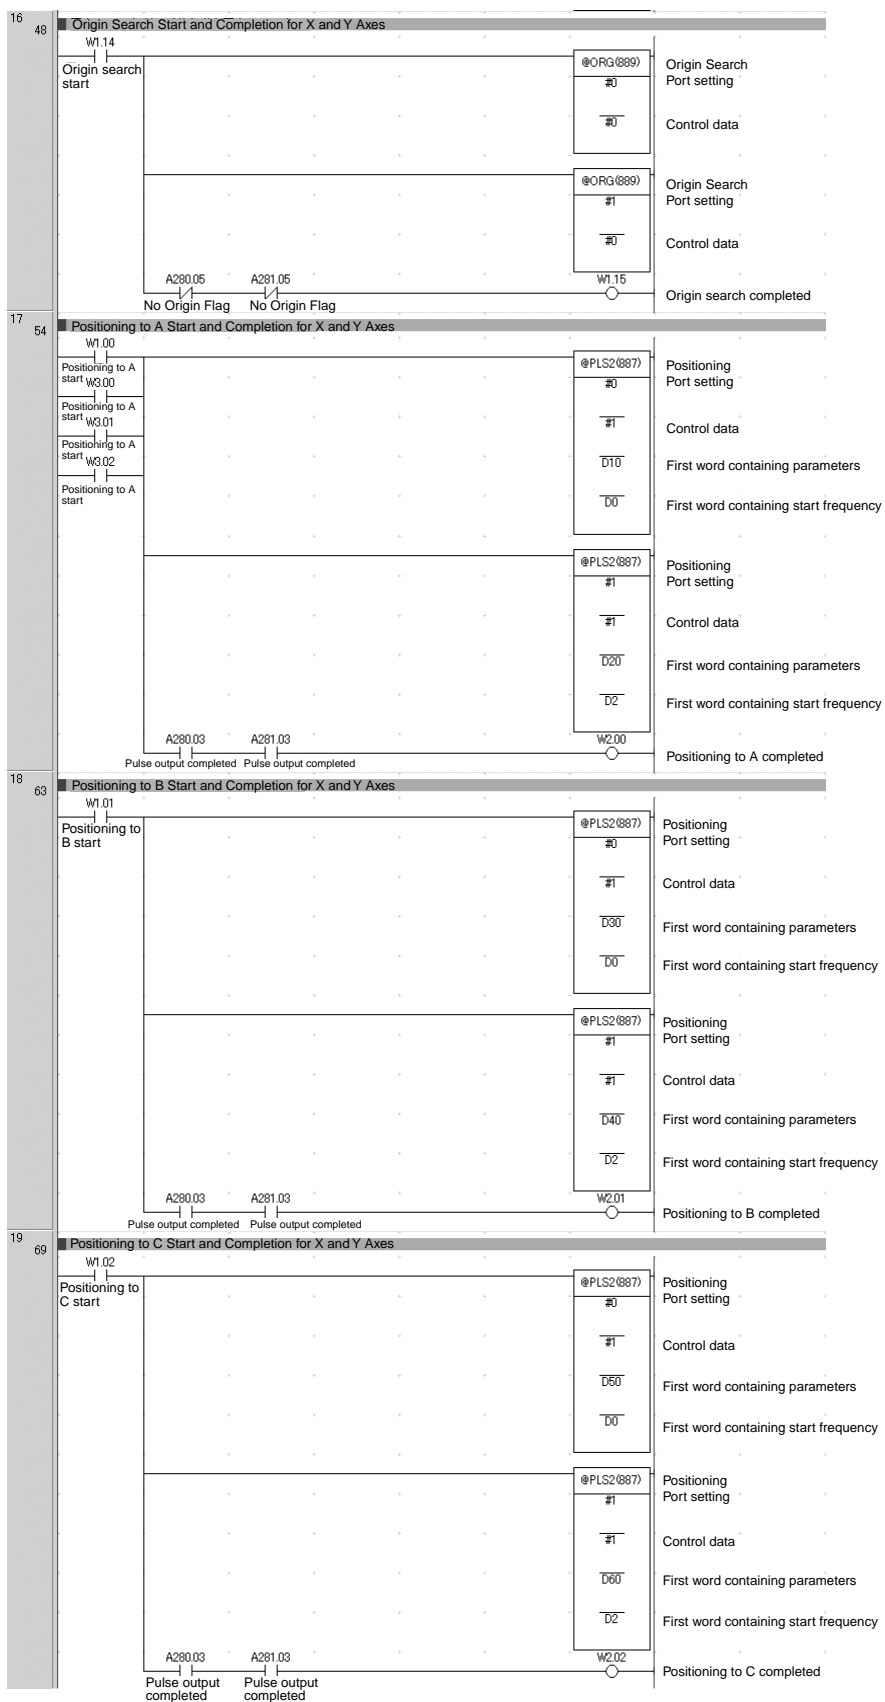 16
48
Origin Search Start and Completion for X and Y Axes
W1.14
Origin search
start
@ORG(889)
Origin Search
#0
Port setting
#0
Control data
@ORG(889)
Origin Search
#1
Port setting
#0
Control data
A280.05
A281.05
W1.15
No Origin Flag
No Origin Flag
Origin search completed
17
54
Positioning to A Start and Completion for X and Y Axes
W1.00
Positioning to A
start
W3.00
Positioning to A
start
W3.01
Positioning to A
start
W3.02
Positioning to A
start
@PLS2(887)
Positioning
#0
Port setting
#1
Control data
D10
First word containing parameters
D0
First word containing start frequency
@PLS2(887)
Positioning
#1
Port setting
#1
Control data
D20
First word containing parameters
D2
First word containing start frequency
A280.03
A281.03
W2.00
Pulse output completed
Pulse output completed
Positioning to A completed
18
63
Positioning to B Start and Completion for X and Y Axes
W1.01
Positioning to
B start
@PLS2(887)
Positioning
#0
Port setting
#1
Control data
D30
First word containing parameters
D0
First word containing start frequency
@PLS2(887)
Positioning
#1
Port setting
#1
Control data
D40
First word containing parameters
D2
First word containing start frequency
A280.03
A281.03
W2.01
Pulse output completed
Pulse output completed
Positioning to B completed
19
69
Positioning to C Start and Completion for X and Y Axes
W1.02
Positioning to
C start
@PLS2(887)
Positioning
#0
Port setting
#1
Control data
D50
First word containing parameters
D0
First word containing start frequency
@PLS2(887)
Positioning
#1
Port setting
#1
Control data
D60
First word containing parameters
D2
First word containing start frequency
A280.03
A281.03
W2.02
Pulse output
completed
Pulse output
completed
Positioning to C completed